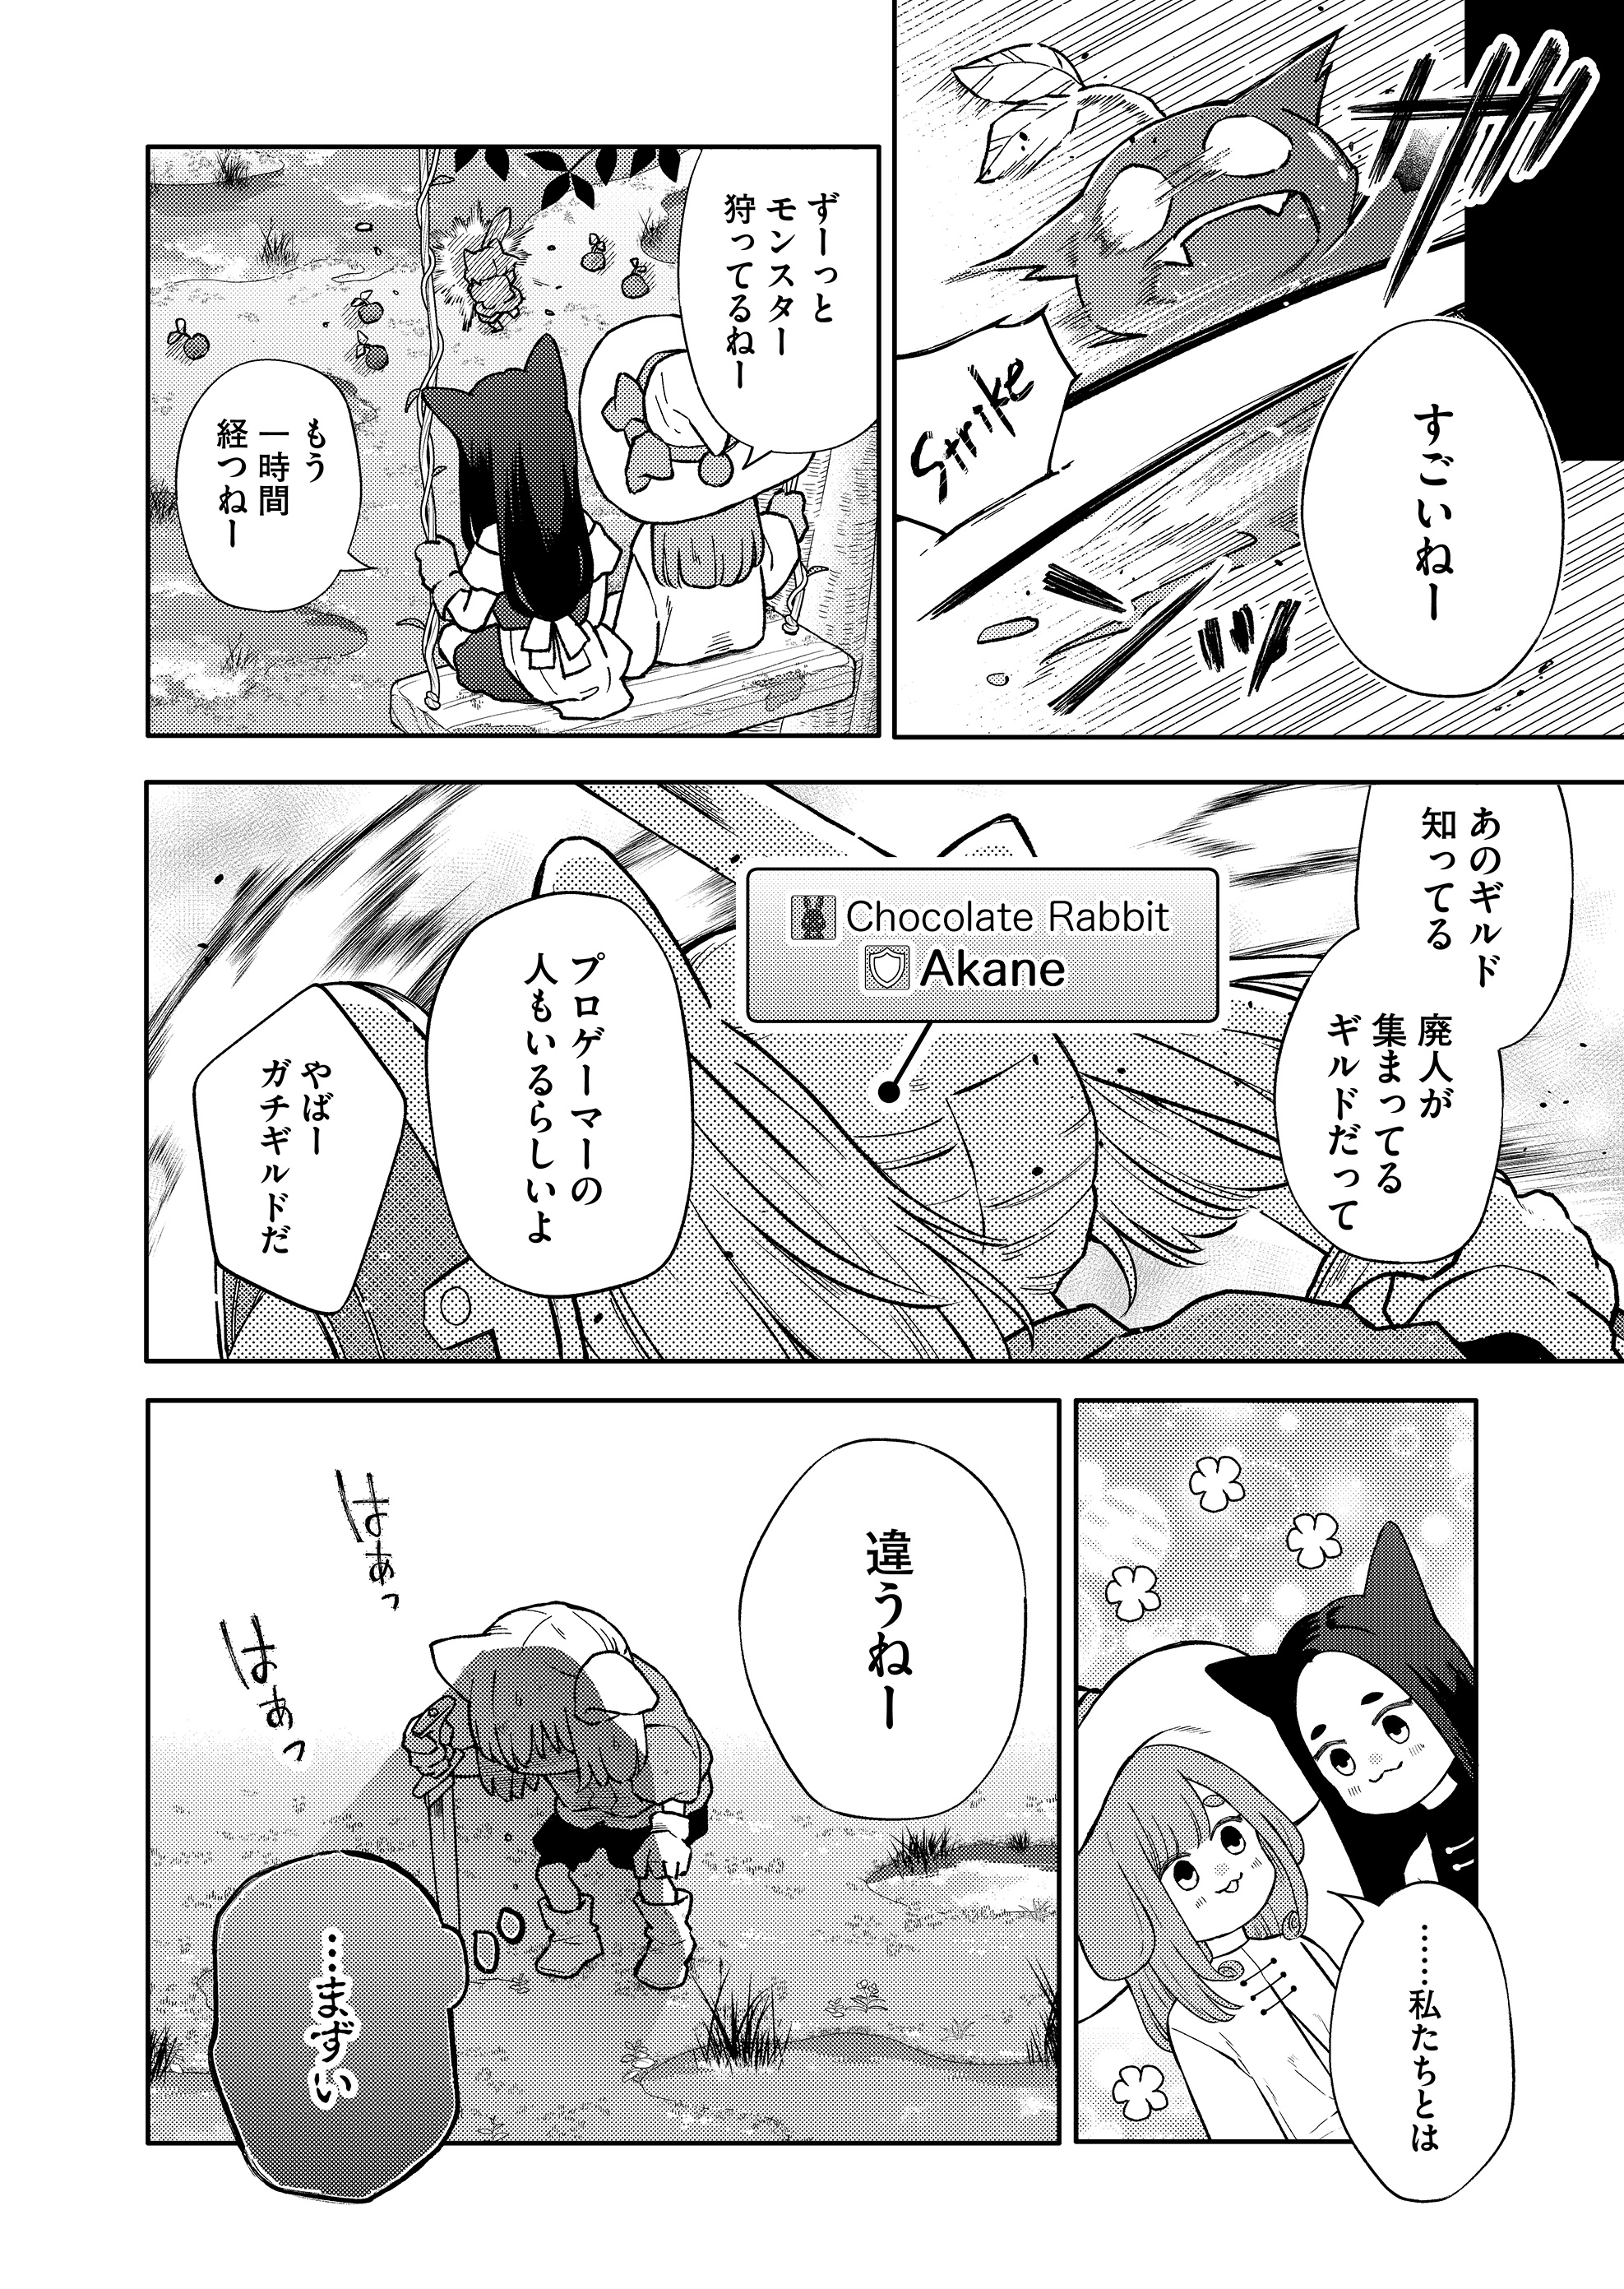 ザザッ
すごいねー
Strike
ザッ
ずーっと
モンスター
狩ってるねー
もう
一時間
経つねー
あのギルド
知ってる
廃人が
集まってる
ギルドだって
Chocolate Rabbit
Akane
プロゲーマーの
人もいるらしいよ
やばー
ガチギルドだ
……私たちとは
違うねー
はぁっ
はぁっ
…まずい